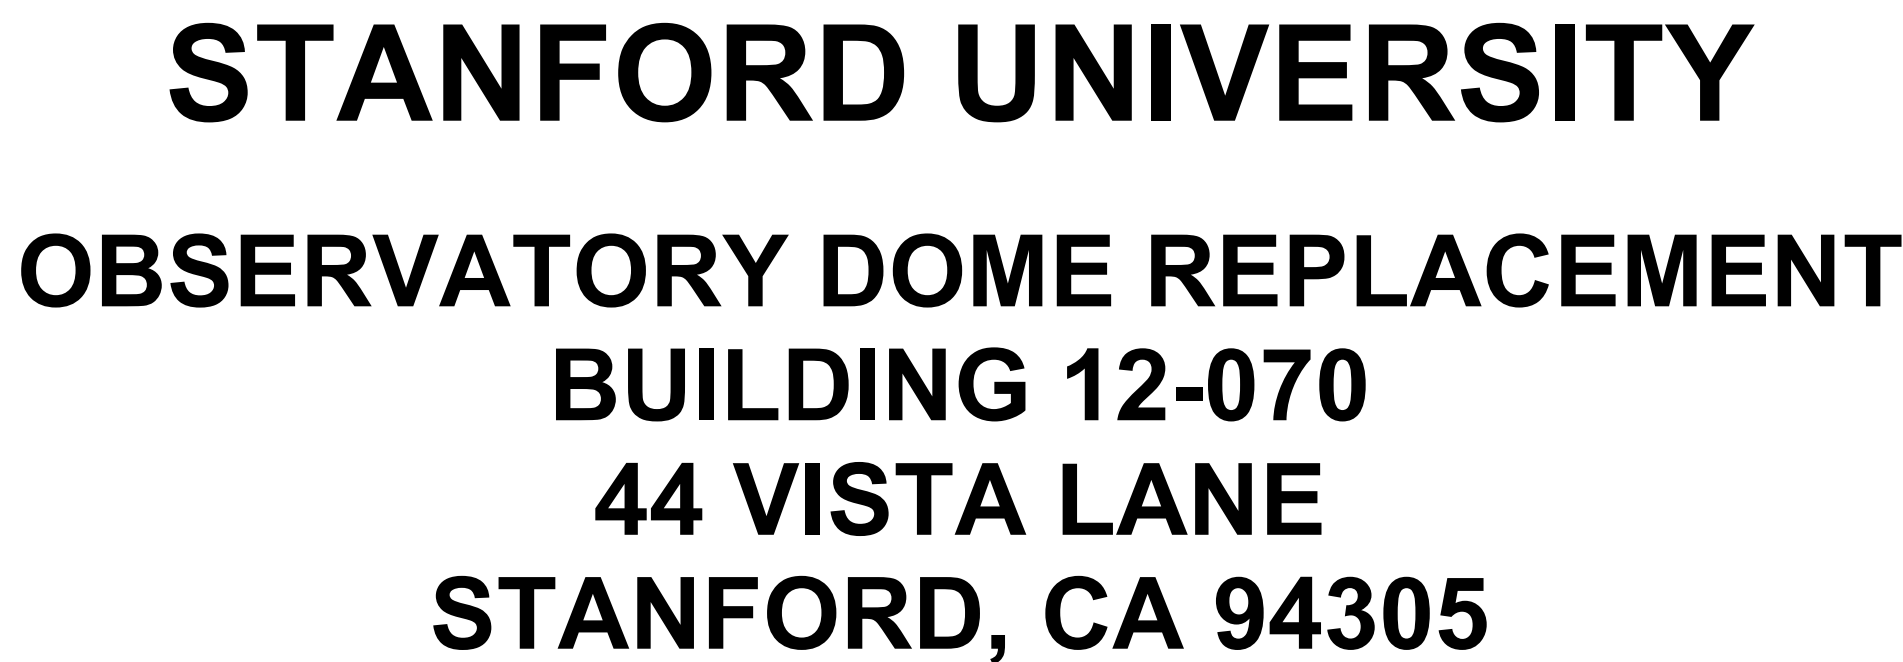 STANFORD UNIVERSITY
OBSERVATORY DOME REPLACEMENT
BUILDING 12-070
44 VISTA LANE
STANFORD, CA 94305